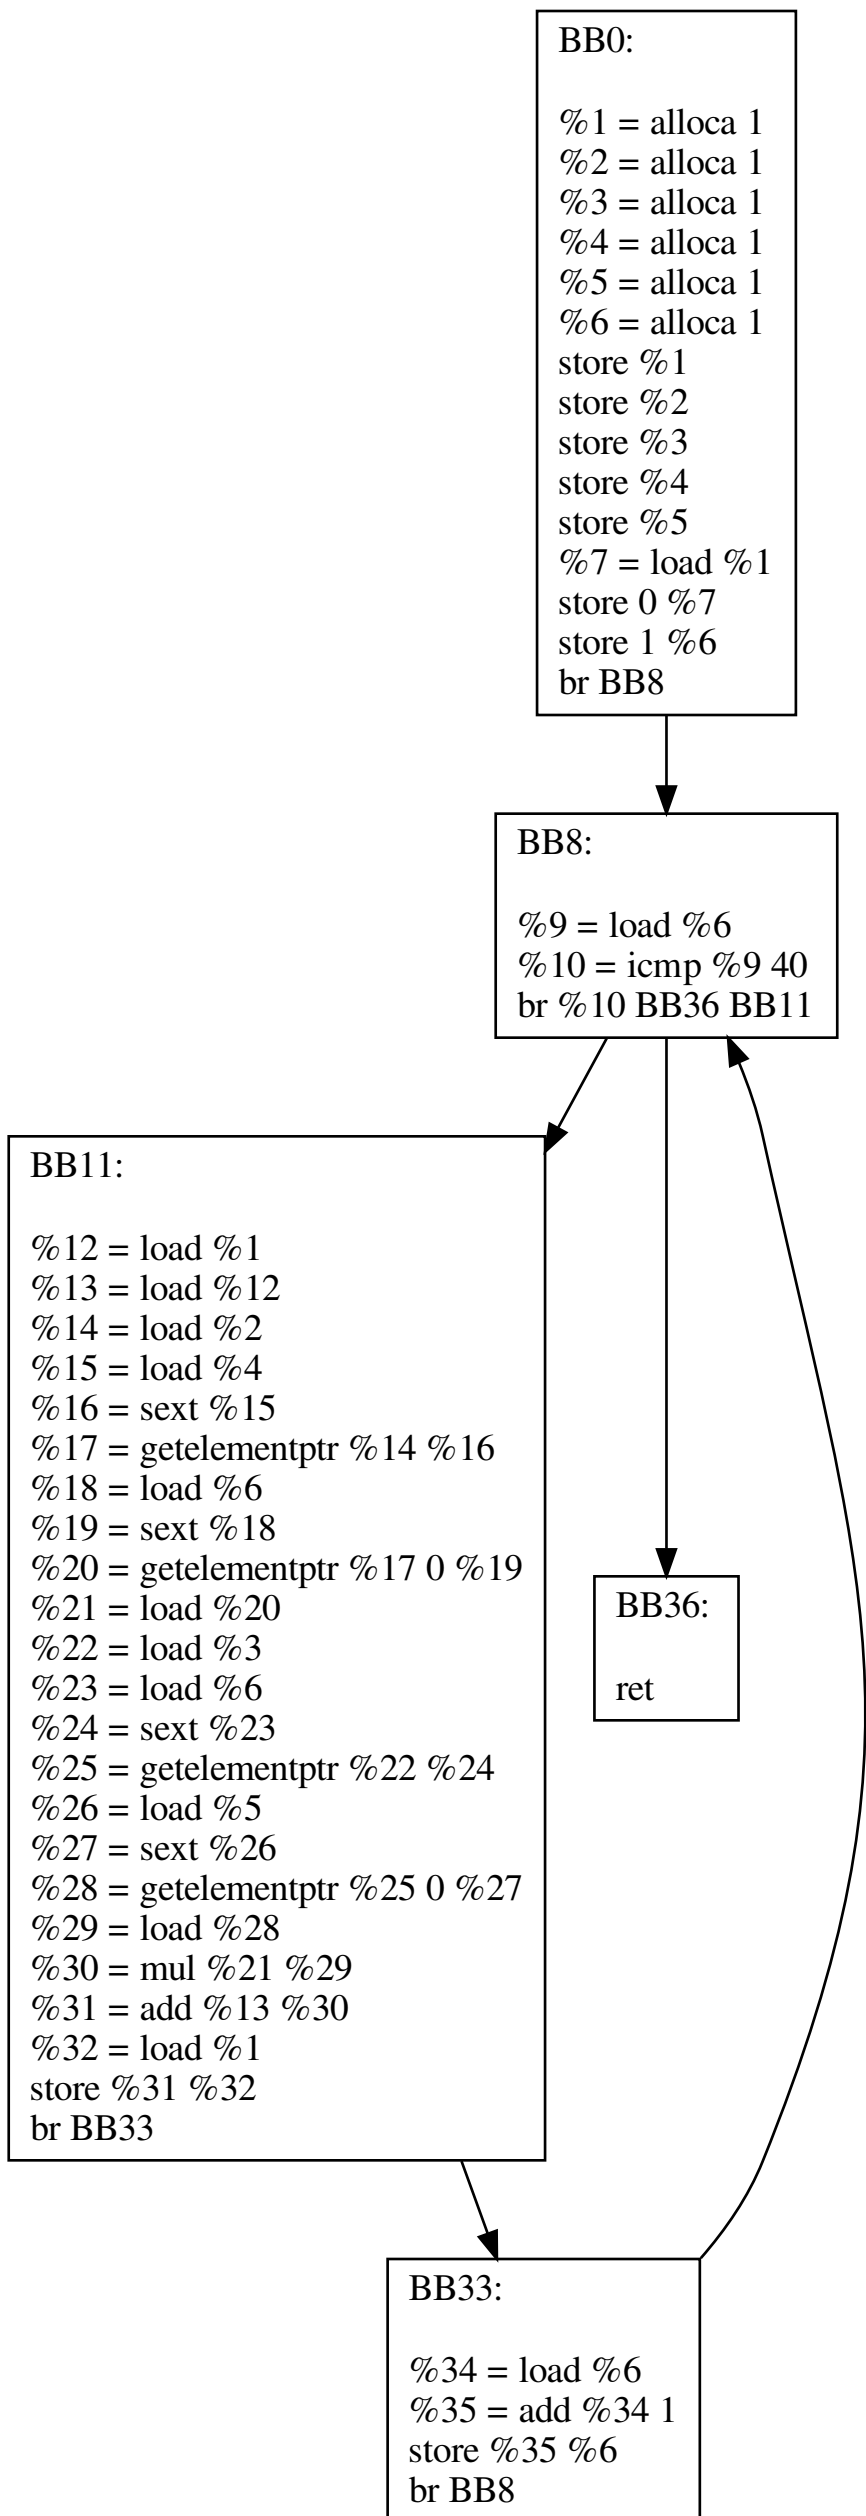 BB0:
%1 = alloca 1
%2 = alloca 1
%3 = alloca 1
%4 = alloca 1
%5 = alloca 1
%6 = alloca 1
store %1
store %2
store %3
store %4
store %5
%7 = load %1
store 0 %7
store 1 %6
br BB8
BB8:
%9 = load %6
%10 = icmp %9 40
br %10 BB36 BB11
BB11:
%12 = load %1
%13 = load %12
%14 = load %2
%15 = load %4
%16 = sext %15
%17 = getelementptr %14 %16
%18 = load %6
%19 = sext %18
%20 = getelementptr %17 0 %19
%21 = load %20
%22 = load %3
%23 = load %6
%24 = sext %23
%25 = getelementptr %22 %24
%26 = load %5
%27 = sext %26
%28 = getelementptr %25 0 %27
%29 = load %28
%30 = mul %21 %29
%31 = add %13 %30
%32 = load %1
store %31 %32
br BB33
BB36:
ret
BB33:
%34 = load %6
%35 = add %34 1
store %35 %6
br BB8